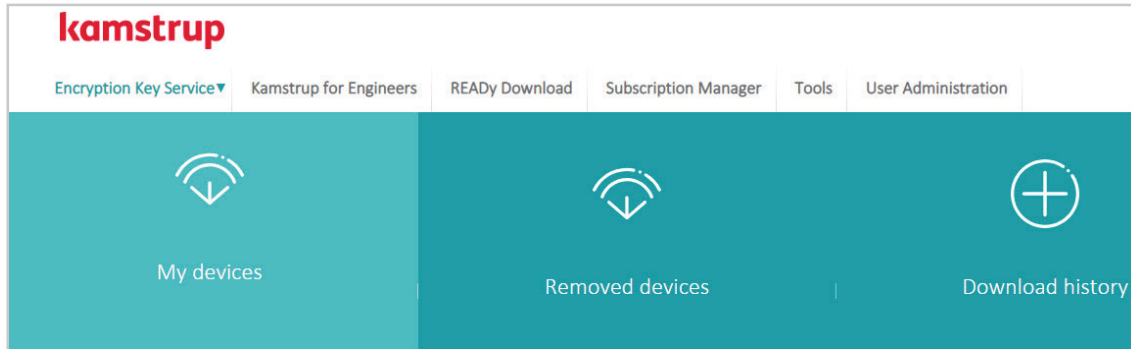 kamstrup
Encryption Key Service▼ Kamstrup for Engineers READy Download Subscription Manager Tools User Administration
My devices
Removed devices
Download history